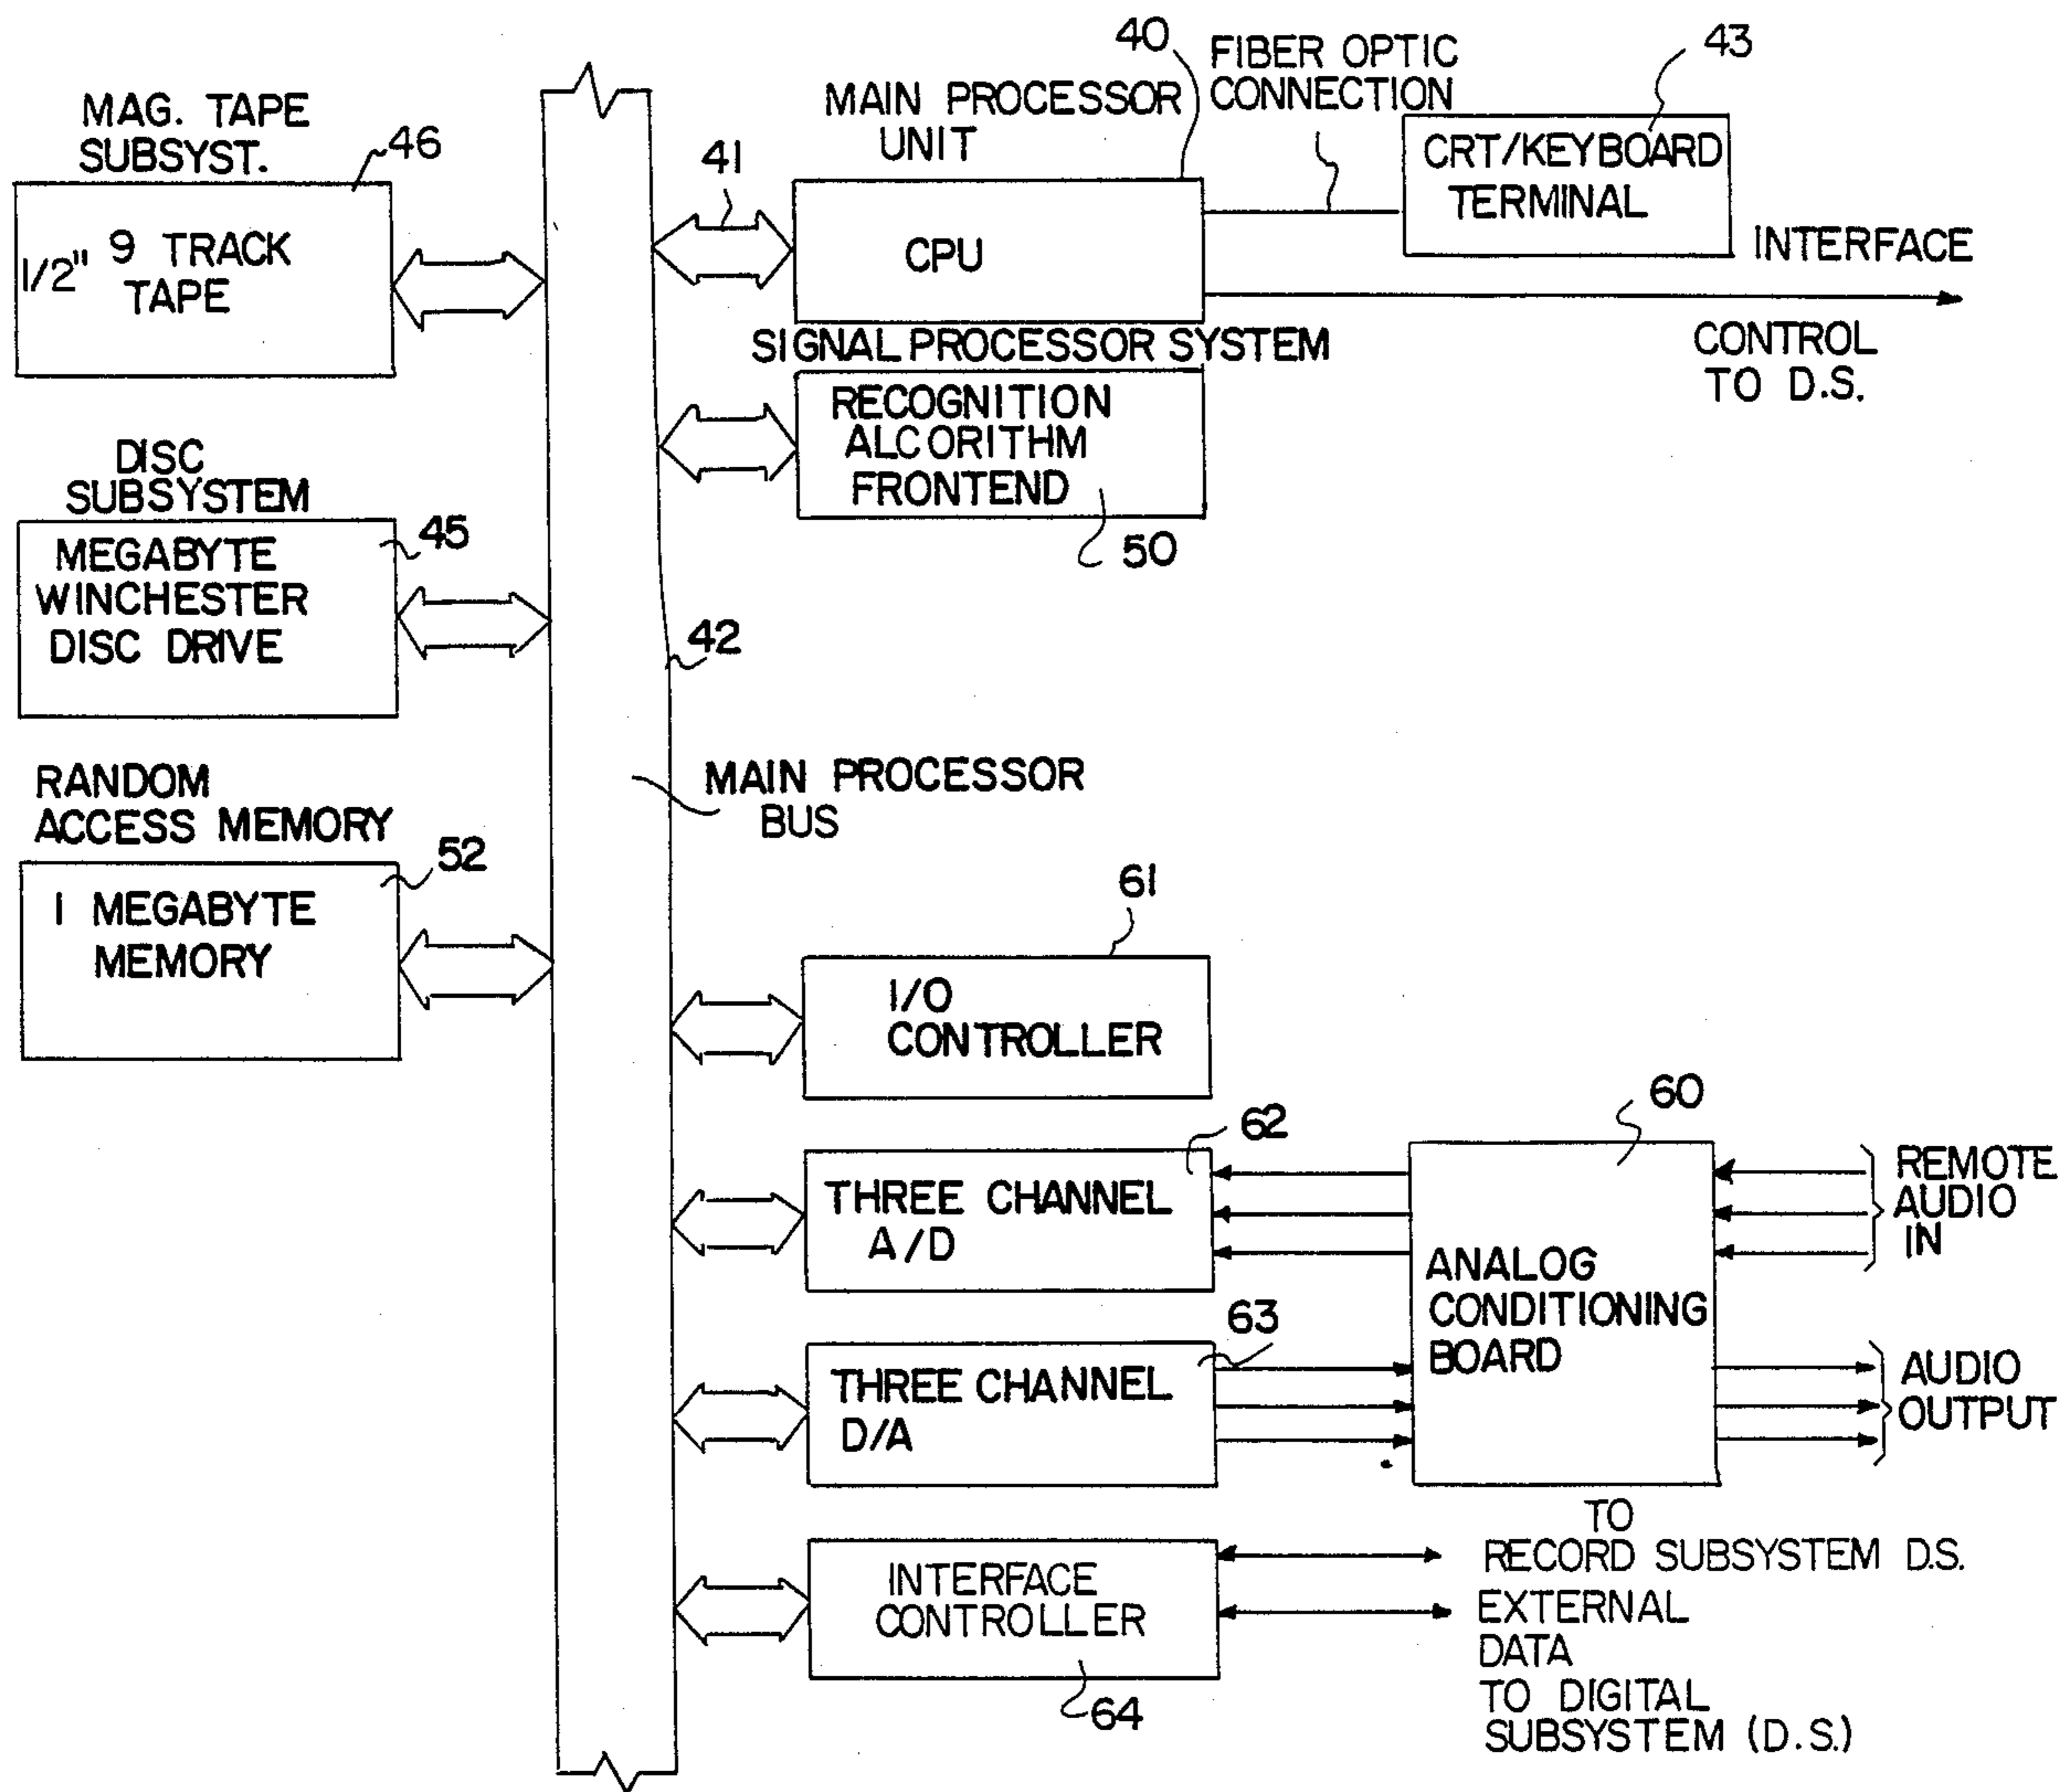 MAG. TAPE
SUBSYST.
46
1/2" 9 TRACK
TAPE
DISC
SUBSYSTEM
45
MEGABYTE
WINCHESTER
DISC DRIVE
RANDOM
ACCESS MEMORY
52
1 MEGABYTE
MEMORY
41
42
MAIN PROCESSOR
BUS
MAIN PROCESSOR
UNIT
40
CPU
FIBER OPTIC
CONNECTION
43
CRT/KEYBOARD
TERMINAL
INTERFACE
CONTROL
TO D.S.
SIGNAL PROCESSOR SYSTEM
RECOGNITION
ALCORITHM
FRONTEND
50
61
I/O
CONTROLLER
62
THREE CHANNEL
A/D
63
THREE CHANNEL
D/A
60
ANALOG
CONDITIONING
BOARD
REMOTE
AUDIO
IN
AUDIO
OUTPUT
INTERFACE
CONTROLLER
64
TO
RECORD SUBSYSTEM D.S.
EXTERNAL
DATA
TO DIGITAL
SUBSYSTEM (D.S.)